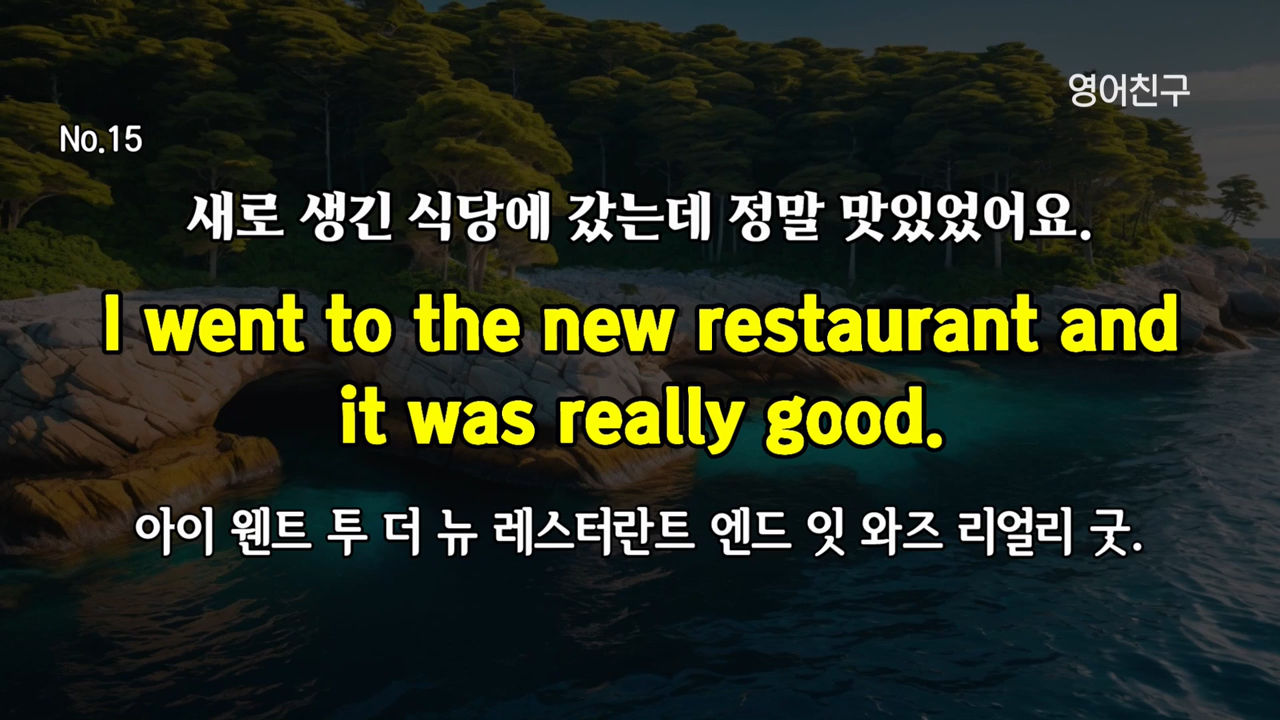 영어친구
No.15
새로 생긴 식당에 갔는데 정말 맛있었어요.
I went to the new restaurant and
it was really good.
아이 웬트 투 더 뉴 레스터란트 엔드 잇 와즈 리얼리 굿.